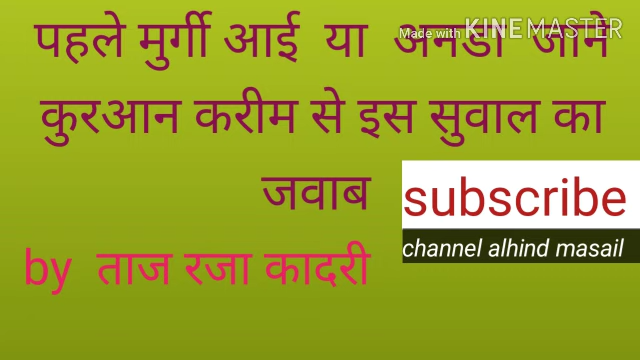 पहले मुर्गी आई या अनडा जाने
Made with KINEMASTER
कुरआन करीम से इस सुवाल का
जवाब
subscribe
channel alhind masail
by ताज रजा कादरी